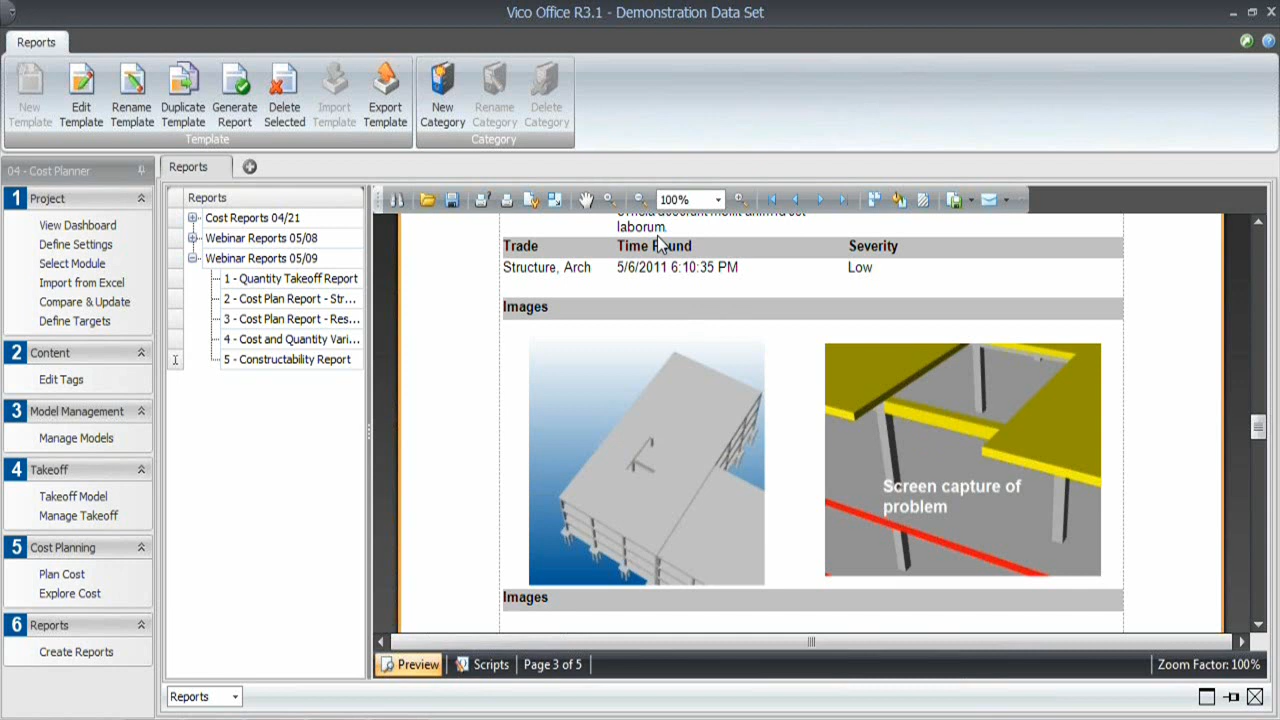 Vico Office R3.1 - Demonstration Data Set
Reports
New Template
Edit Template
Rename Template
Duplicate Template
Generate Report
Delete Selected
Import Template
Export Template
New Category
Rename Category
Delete Category
Template
Category
04 - Cost Planner
Reports
1 Project
View Dashboard
Define Settings
Select Module
Import from Excel
Compare & Update
Define Targets
2 Content
Edit Tags
3 Model Management
Manage Models
4 Takeoff
Takeoff Model
Manage Takeoff
5 Cost Planning
Plan Cost
Explore Cost
6 Reports
Create Reports
Reports
Cost Reports 04/21
Webinar Reports 05/08
Webinar Reports 05/09
1 - Quantity Takeoff Report
2 - Cost Plan Report - Str...
3 - Cost Plan Report - Res...
4 - Cost and Quantity Vari...
5 - Constructability Report
100%
laborum.
Trade Time Found Severity
Structure, Arch 5/6/2011 6:10:35 PM Low
Images
Screen capture of
problem
Images
Preview Scripts Page 3 of 5 Zoom Factor: 100%
Reports